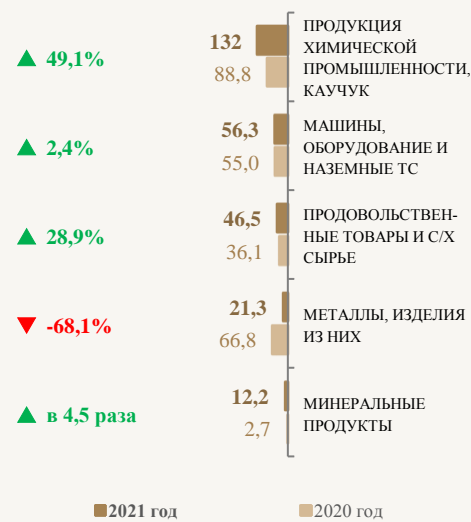 132
88,8
ПРОДУКЦИЯ
ХИМИЧЕСКОЙ
ПРОМЫШЛЕННОСТИ,
КАУЧУК
49,1%
56,3
55,0
МАШИНЫ,
ОБОРУДОВАНИЕ И
НАЗЕМНЫЕ ТС
2,4%
46,5
36,1
ПРОДОВОЛЬСТВЕН-
НЫЕ ТОВАРЫ И С/Х
СЫРЬЕ
28,9%
21,3
66,8
МЕТАЛЛЫ, ИЗДЕЛИЯ
ИЗ НИХ
-68,1%
12,2
2,7
МИНЕРАЛЬНЫЕ
ПРОДУКТЫ
в 4,5 раза
2021 год
2020 год